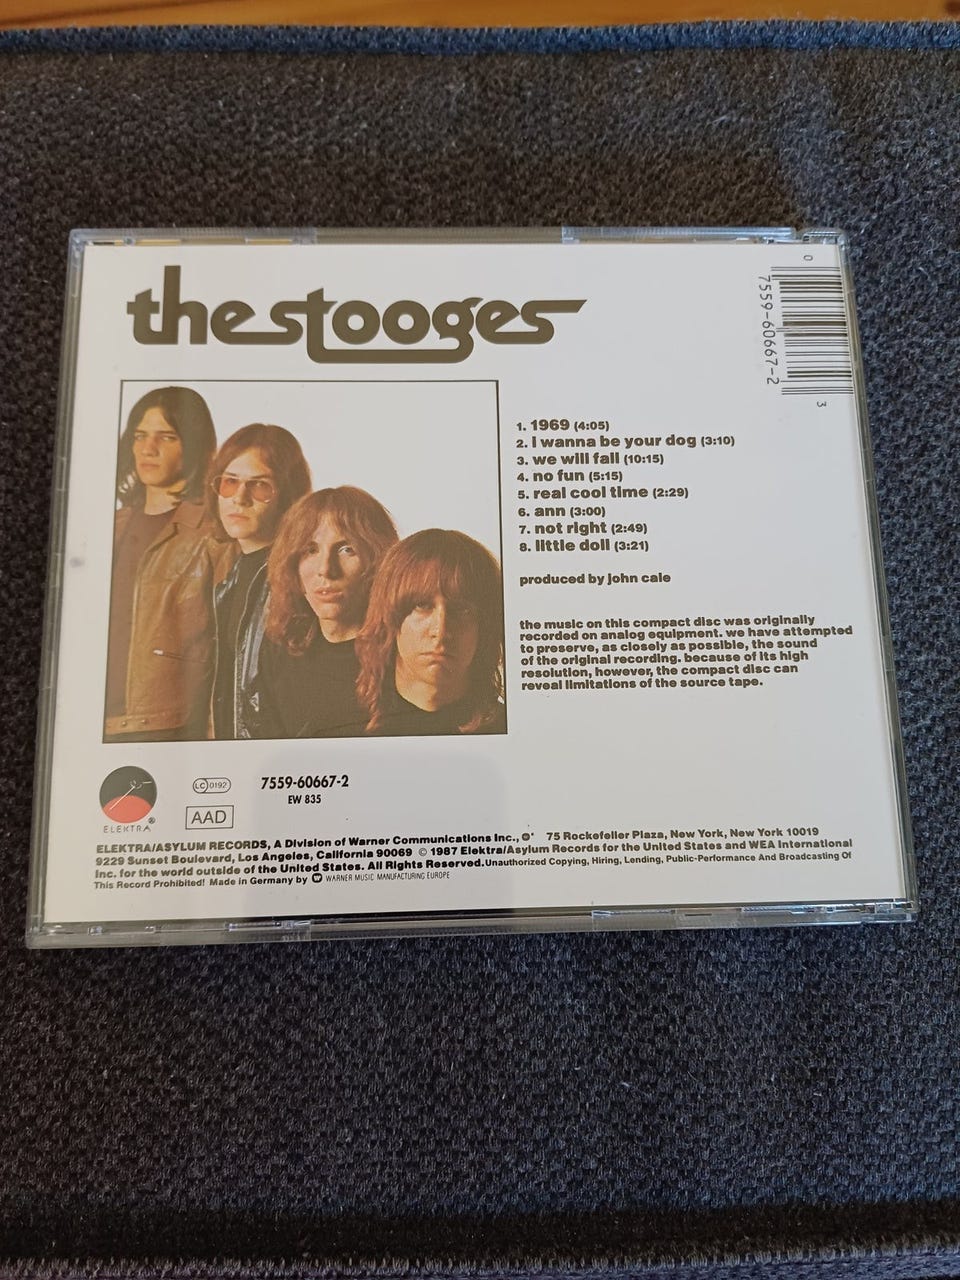 the stooges
0
7559-60667-2
3
1. 1969 (4:05)
2. i wanna be your dog (3:10)
3. we will fall (10:15)
4. no fun (5:15)
5. real cool time (2:29)
6. ann (3:00)
7. not right (2:49)
8. little doll (3:21)
produced by john cale
the music on this compact disc was originally
recorded on analog equipment. we have attempted
to preserve, as closely as possible, the sound
of the original recording. because of its high
resolution, however, the compact disc can
reveal limitations of the source tape.
ELEKTRA®
LC 0192
AAD
7559-60667-2
EW 835
ELEKTRA/ASYLUM RECORDS, A Division of Warner Communications Inc., 75 Rockefeller Plaza, New York, New York 10019
9229 Sunset Boulevard, Los Angeles, California 90069 © 1987 Elektra/Asylum Records for the United States and WEA International
Inc. for the world outside of the United States. All Rights Reserved. Unauthorized Copying, Hiring, Lending, Public-Performance And Broadcasting Of
This Record Prohibited! Made in Germany by WARNER MUSIC MANUFACTURING EUROPE